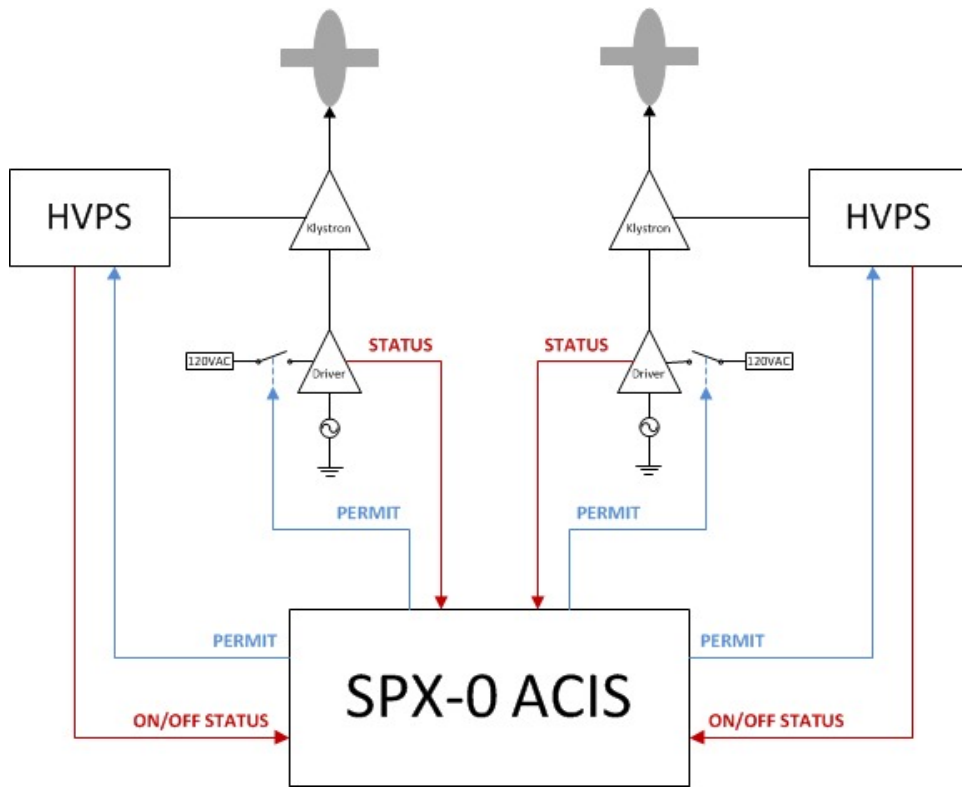 HVPS
Klystron
Klystron
HVPS
120VAC
Driver
STATUS
STATUS
Driver
120VAC
PERMIT
PERMIT
PERMIT
PERMIT
SPX-0 ACIS
ON/OFF STATUS
ON/OFF STATUS